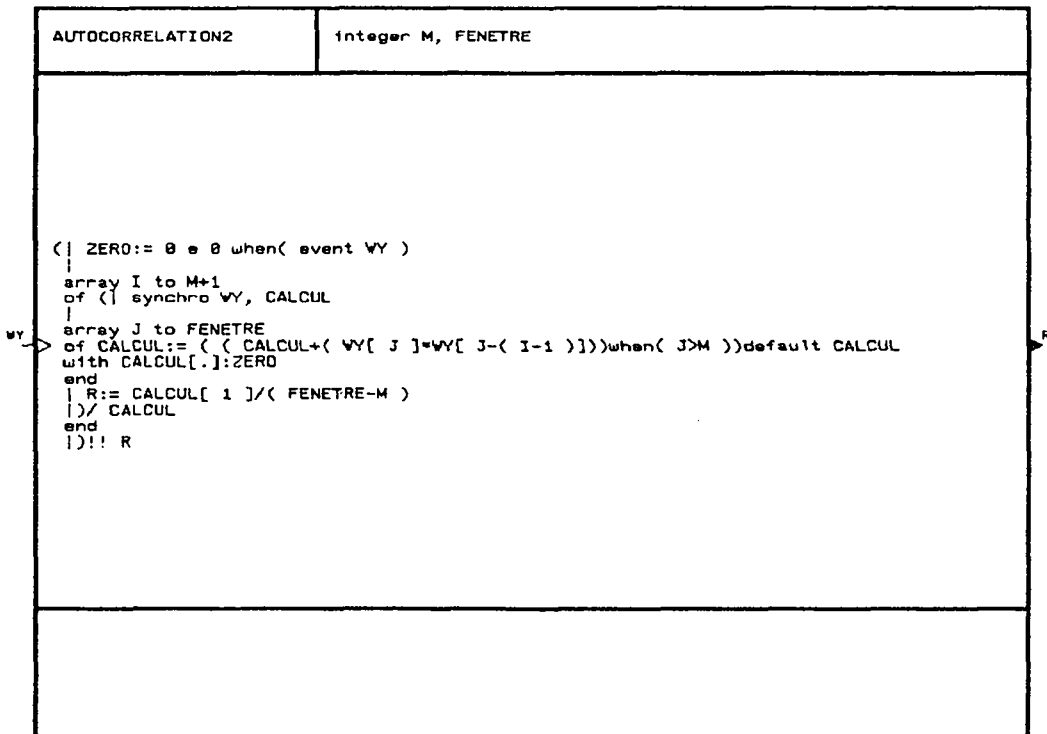 AUTOCORRELATION2
integer M, FENETRE
(| ZERO:= 0 e 0 when( event WY )
|
array I to M+1
of (| synchro WY, CALCUL
|
array J to FENETRE
WY
of CALCUL:= ( ( CALCUL+( WY[ J ]*WY[ J-( I-1 )]))when( J>M ))default CALCUL
R
with CALCUL[.]:ZERO
end
| R:= CALCUL[ 1 ]/( FENETRE-M )
|)/ CALCUL
end
|)!! R